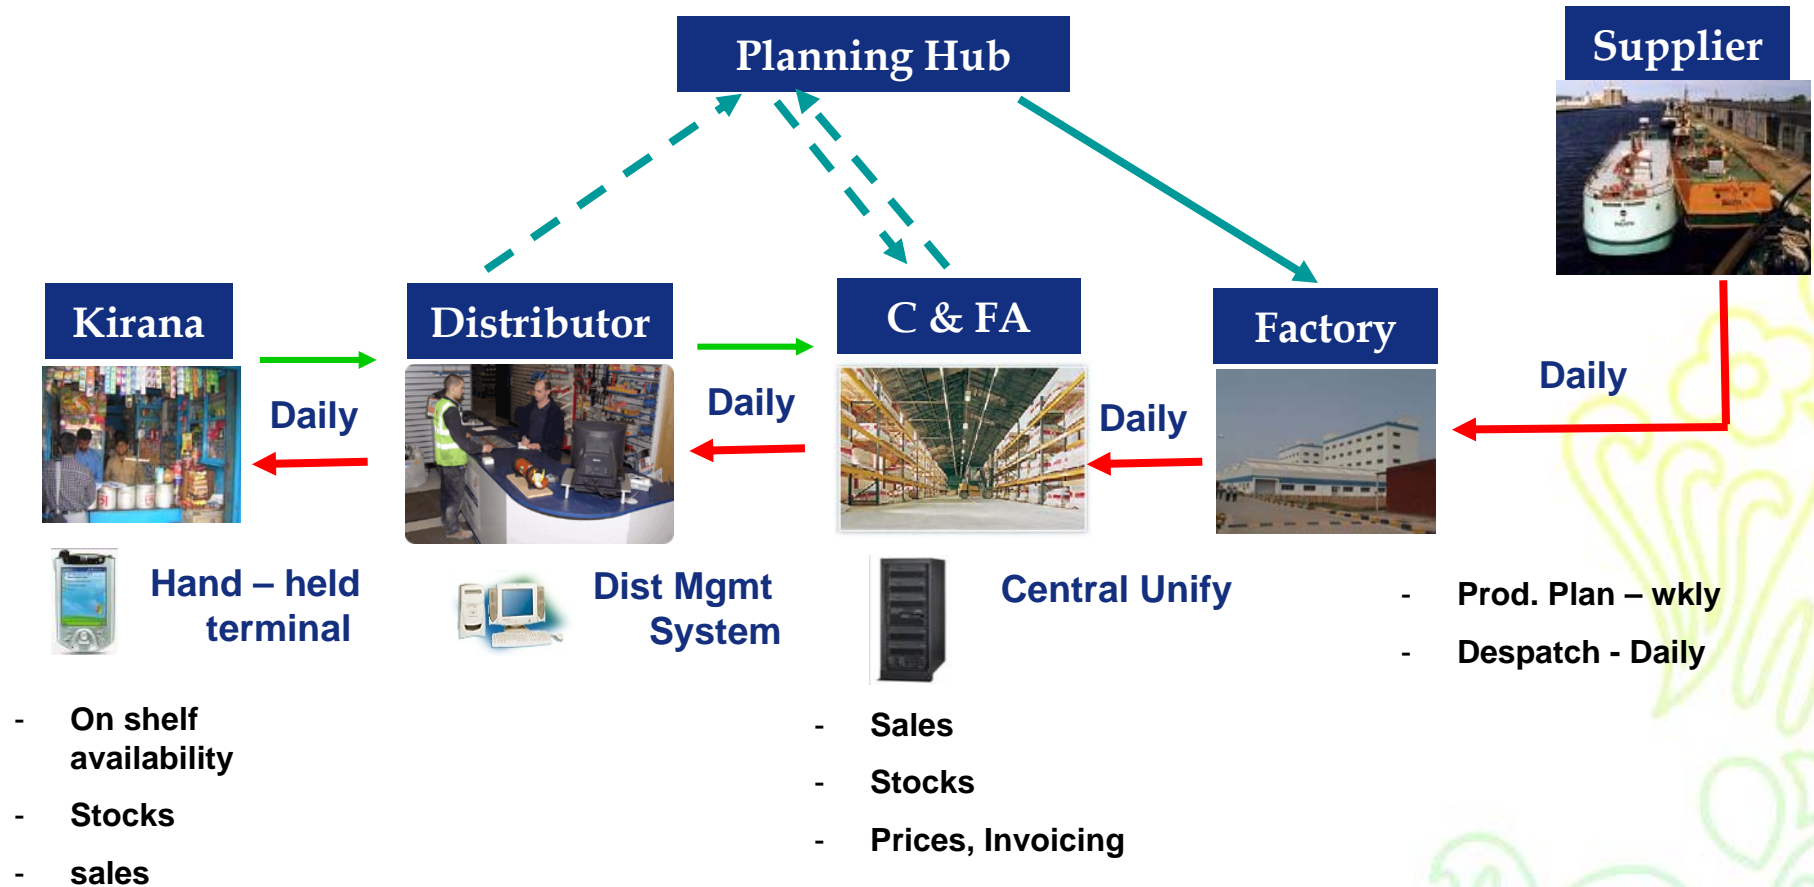 Planning Hub
Supplier
Kirana
Distributor
C & FA
Factory
Daily
Daily
Daily
Daily
Hand – held
terminal
Dist Mgmt
System
Central Unify
- Prod. Plan – wkly
- Despatch - Daily
- On shelf
availability
- Stocks
- sales
- Sales
- Stocks
- Prices, Invoicing